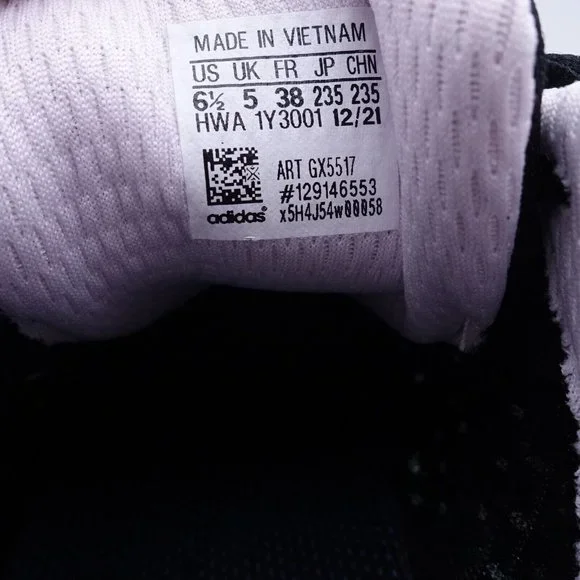 MADE IN VIETNAM
US UK FR JP CHN
6½ 5 38 235 235
HWA 1Y3001 12/21
ART GX5517
#129146553
adidas®
x5H4J54w00058